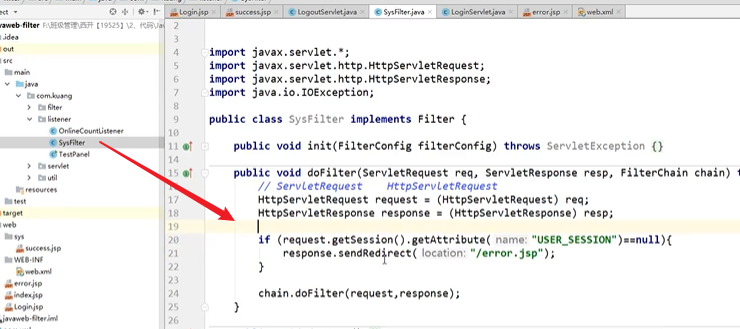 Login.jsp success.jsp LogoutServlet.java SysFilter.java LoginServlet.java error.jsp web.xml
javaweb-filter F:\班级管理\西开【19525】\2、代码\Java
.idea
out
src
main
java
com.kuang
filter
listener
OnlineCountListener
SysFilter
TestPanel
servlet
util
resources
test
target
web
sys
success.jsp
WEB-INF
web.xml
error.jsp
index.jsp
Login.jsp
javaweb-filter.iml
2
3
4 import javax.servlet.*;
5 import javax.servlet.http.HttpServletRequest;
6 import javax.servlet.http.HttpServletResponse;
7 import java.io.IOException;
8
9 public class SysFilter implements Filter {
10
11 public void init(FilterConfig filterConfig) throws ServletException {}
14
15 public void doFilter(ServletRequest req, ServletResponse resp, FilterChain chain) t
16 // ServletRequest HttpServletRequest
17 HttpServletRequest request = (HttpServletRequest) req;
18 HttpServletResponse response = (HttpServletResponse) resp;
19
20 if (request.getSession().getAttribute( name: "USER_SESSION")==null){
21 response.sendRedirect( location: "/error.jsp");
22 }
23
24 chain.doFilter(request,response);
25 }
26